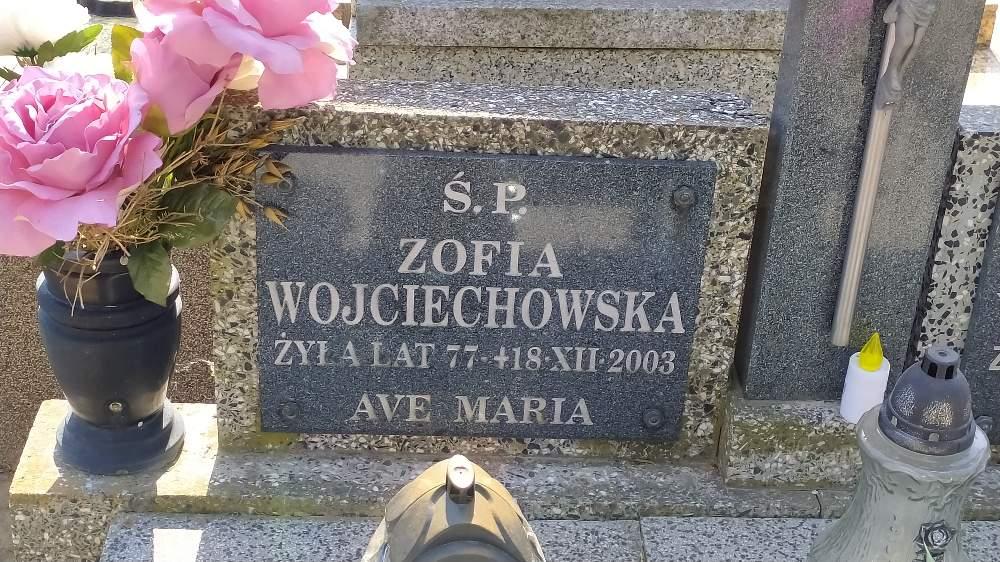 Ś.P.
ZOFIA
WOJCIECHOWSKA
ŻYŁA LAT 77 ✝18·XII·2003
AVE MARIA